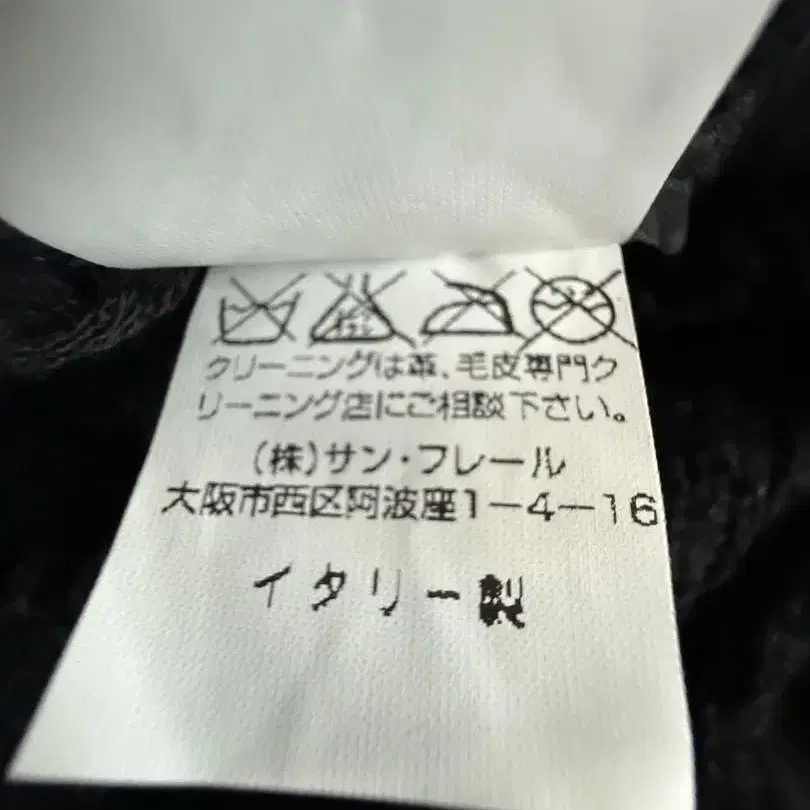 クリーニングは革、毛皮専門ク
リーニング店にご相談下さい。
(株)サン・フレール
大阪市西区阿波座1-4-16
イタリー製